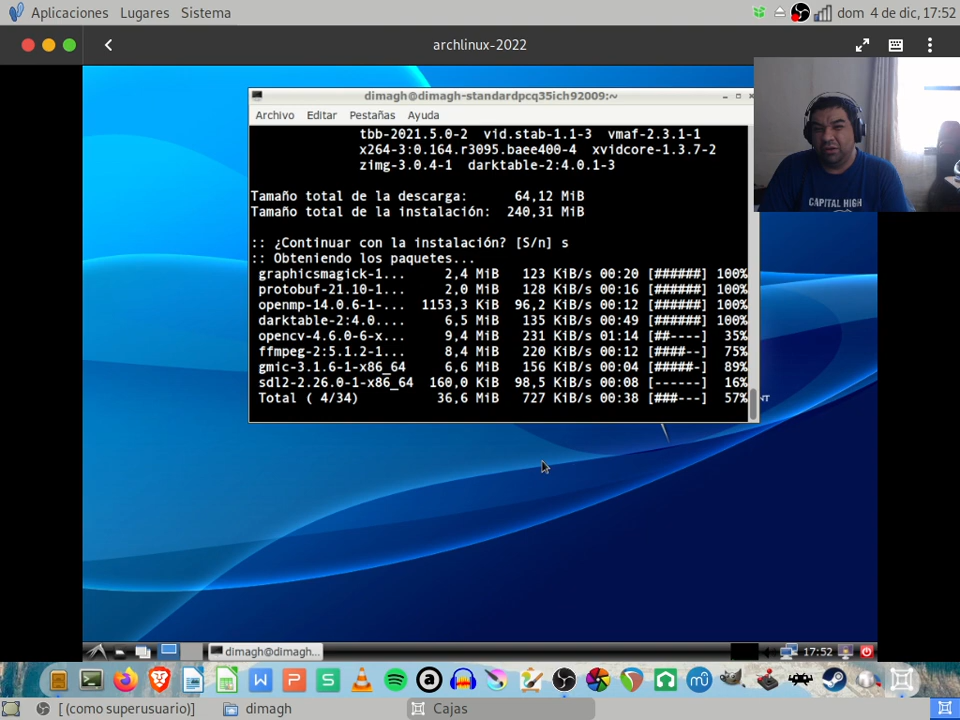 Aplicaciones Lugares Sistema dom 4 de dic, 17:52
archlinux-2022
dimagh@dimagh-standardpcq35ich92009:~
Archivo Editar Pestañas Ayuda
tbb-2021.5.0-2 vid.stab-1.1-3 vmaf-2.3.1-1
x264-3:0.164.r3095.baee400-4 xvidcore-1.3.7-2
zimg-3.0.4-1 darktable-2:4.0.1-3
Tamaño total de la descarga: 64,12 MiB
Tamaño total de la instalación: 240,31 MiB
:: ¿Continuar con la instalación? [S/n] s
:: Obteniendo los paquetes...
graphicsmagick-1... 2,4 MiB 123 KiB/s 00:20 [######] 100%
protobuf-21.10-1... 2,0 MiB 128 KiB/s 00:16 [######] 100%
openmp-14.0.6-1-... 1153,3 KiB 96,2 KiB/s 00:12 [######] 100%
darktable-2:4.0.... 6,5 MiB 135 KiB/s 00:49 [######] 100%
opencv-4.6.0-6-x... 9,4 MiB 231 KiB/s 01:14 [##----] 35%
ffmpeg-2:5.1.2-1... 8,4 MiB 220 KiB/s 00:12 [####--] 75%
gmic-3.1.6-1-x86_64 6,6 MiB 156 KiB/s 00:04 [#####-] 89%
sdl2-2.26.0-1-x86_64 160,0 KiB 98,5 KiB/s 00:08 [------] 16%
Total ( 4/34) 36,6 MiB 727 KiB/s 00:38 [###---] 57%
NT
CAPITAL HIGH
dimagh@dimagh... 17:52
W P S a mu
[ (como superusuario)] dimagh Cajas